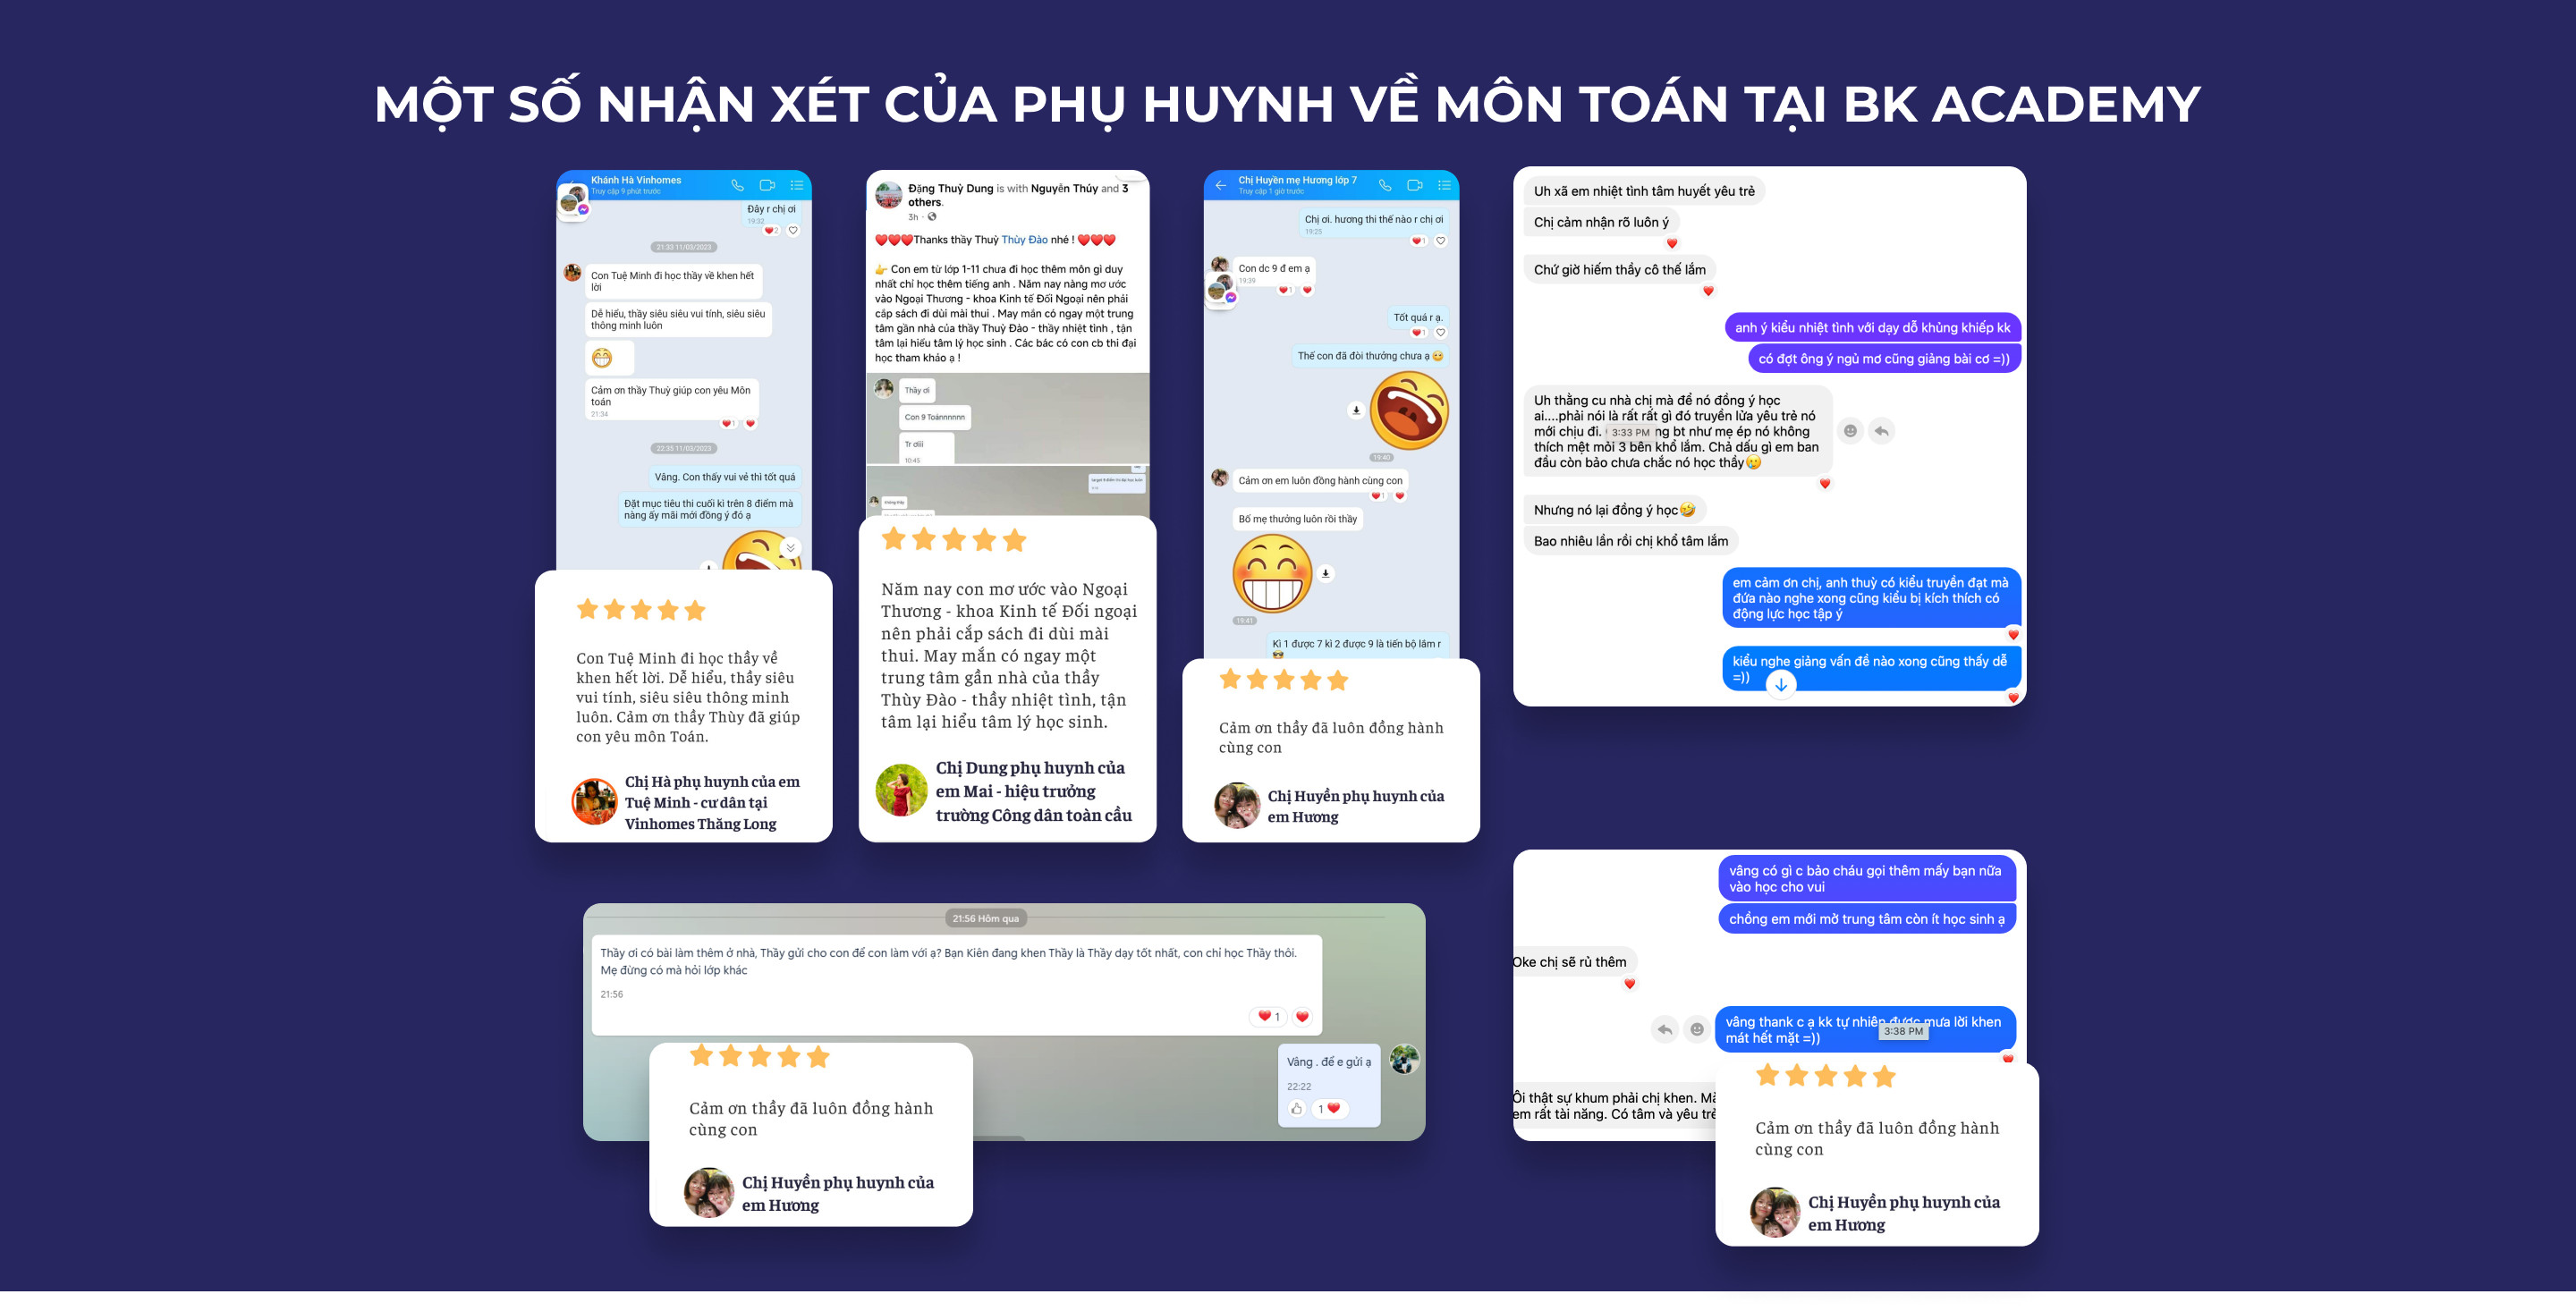 MỘT SỐ NHẬN XÉT CỦA PHỤ HUYNH VỀ MÔN TOÁN TẠI BK ACADEMY
Khánh Hà Vinhomes
Truy cập 9 phút trước
Đây r chị ơi
19:32
2
21:33 11/03/2023
Con Tuệ Minh đi học thầy về khen hết
lời
Dễ hiểu, thầy siêu siêu vui tính, siêu siêu
thông minh luôn
Cảm ơn thầy Thuỳ giúp con yêu Môn
toán
21:34
1
22:35 11/03/2023
Vâng. Con thấy vui vẻ thì tốt quá
Đặt mục tiêu thi cuối kì trên 8 điểm mà
nàng ấy mãi mới đồng ý đó ạ
Con Tuệ Minh đi học thầy về
khen hết lời. Dễ hiểu, thầy siêu
vui tính, siêu siêu thông minh
luôn. Cảm ơn thầy Thùy đã giúp
con yêu môn Toán.
Chị Hà phụ huynh của em
Tuệ Minh - cư dân tại
Vinhomes Thăng Long
Đặng Thuỳ Dung is with Nguyễn Thúy and 3
others.
3h
Thanks thầy Thuỳ Thùy Đào nhé !
Con em từ lớp 1-11 chưa đi học thêm môn gì duy
nhất chỉ học thêm tiếng anh . Năm nay nàng mơ ước
vào Ngoại Thương - khoa Kinh tế Đối Ngoại nên phải
cắp sách đi dùi mài thui . May mắn có ngay một trung
tâm gần nhà của thầy Thuỳ Đào - thầy nhiệt tình , tận
tâm lại hiểu tâm lý học sinh . Các bác có con cb thi đại
học tham khảo ạ !
Thầy ơi
Con 9 Toánnnnnn
Tr ơiii
10:45
Năm nay con mơ ước vào Ngoại
Thương - khoa Kinh tế Đối ngoại
nên phải cắp sách đi dùi mài
thui. May mắn có ngay một
trung tâm gần nhà của thầy
Thùy Đào - thầy nhiệt tình, tận
tâm lại hiểu tâm lý học sinh.
Chị Dung phụ huynh của
em Mai - hiệu trưởng
trường Công dân toàn cầu
Chị Huyền mẹ Hương lớp 7
Truy cập 1 giờ trước
Chị ơi. hương thi thế nào r chị ơi
19:25
1
Con dc 9 đ em ạ
19:39
1
Tốt quá r ạ.
1
Thế con đã đòi thưởng chưa ạ
19:40
Cảm ơn em luôn đồng hành cùng con
1
Bố mẹ thưởng luôn rồi thầy
19:41
Kì 1 được 7 kì 2 được 9 là tiến bộ lắm r
Cảm ơn thầy đã luôn đồng hành
cùng con
Chị Huyền phụ huynh của
em Hương
Uh xã em nhiệt tình tâm huyết yêu trẻ
Chị cảm nhận rõ luôn ý
Chứ giờ hiếm thầy cô thế lắm
anh ý kiểu nhiệt tình với dạy dỗ khủng khiếp kk
có đợt ông ý ngủ mơ cũng giảng bài cơ =))
Uh thằng cu nhà chị mà để nó đồng ý học
ai....phải nói là rất rất gì đó truyền lửa yêu trẻ nó
mới chịu đi. 3:33 PM ng bt như mẹ ép nó không
thích mệt mỏi 3 bên khổ lắm. Chả dấu gì em ban
đầu còn bảo chưa chắc nó học thầy
Nhưng nó lại đồng ý học
Bao nhiêu lần rồi chị khổ tâm lắm
em cảm ơn chị, anh thuỳ có kiểu truyền đạt mà
đứa nào nghe xong cũng kiểu bị kích thích có
động lực học tập ý
kiểu nghe giảng vấn đề nào xong cũng thấy dễ
=))
21:56 Hôm qua
Thầy ơi có bài làm thêm ở nhà, Thầy gửi cho con để con làm với ạ? Bạn Kiên đang khen Thầy là Thầy dạy tốt nhất, con chỉ học Thầy thôi.
Mẹ đừng có mà hỏi lớp khác
21:56
1
Vâng . để e gửi ạ
22:22
1
Cảm ơn thầy đã luôn đồng hành
cùng con
Chị Huyền phụ huynh của
em Hương
vâng có gì c bảo cháu gọi thêm mấy bạn nữa
vào học cho vui
chồng em mới mở trung tâm còn ít học sinh ạ
Oke chị sẽ rủ thêm
vâng thank c ạ kk tự nhiên được mưa lời khen
mát hết mặt =))
3:38 PM
Ôi thật sự khum phải chị khen. Mà
em rất tài năng. Có tâm và yêu trẻ
Cảm ơn thầy đã luôn đồng hành
cùng con
Chị Huyền phụ huynh của
em Hương